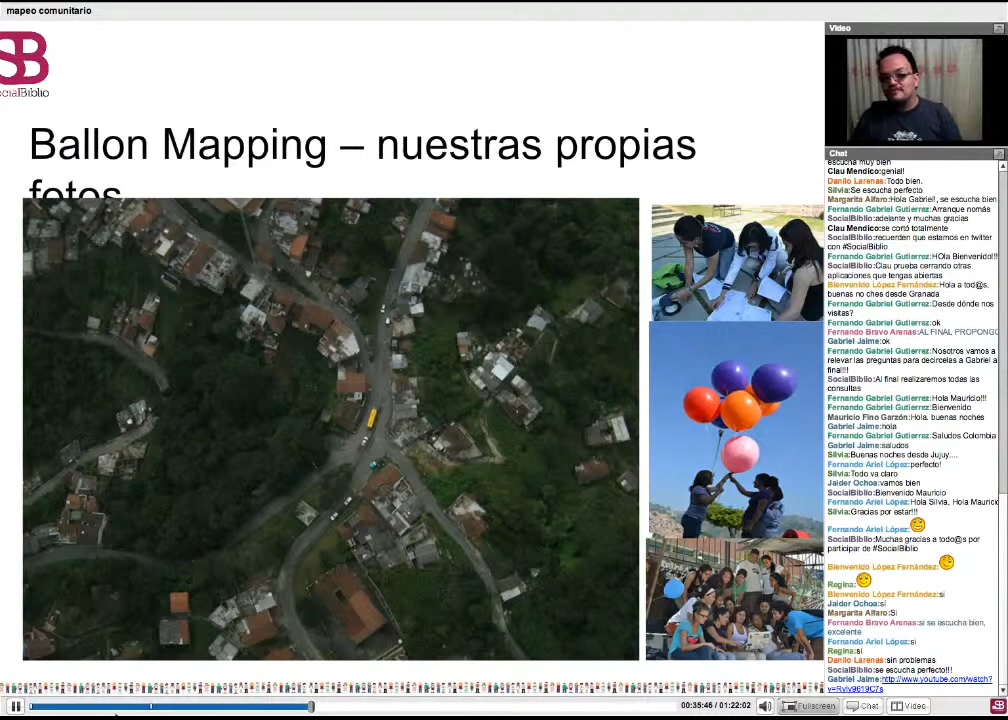 mapeo comunitario
SB
SocialBiblio
Ballon Mapping – nuestras propias
fotos
Video
Chat
escucha muy bien
Clau Mendico:genial!
Danilo Larenas:Todo bien.
Silvia:Se escucha perfecto
Margarita Alfaro:Hola Gabriel!, se escucha bien
Fernando Gabriel Gutierrez:Arranque nomás
SocialBiblio:adelante y muchas gracias
Clau Mendico:se cortó totalmente
SocialBiblio:recuerden que estamos en twitter
con #SocialBiblio
Fernando Gabriel Gutierrez:HOla Bienvenido!!!
SocialBiblio:Clau prueba cerrando otras
aplicaciones que tengas abiertas
Bienvenido López Fernández:Hola a tod@s,
buenas no ches desde Granada
Fernando Gabriel Gutierrez:Desde dónde nos
visitas?
Fernando Gabriel Gutierrez:ok
Fernando Bravo Arenas:AL FINAL PROPONGO
Gabriel Jaime:ok
Fernando Gabriel Gutierrez:Nosotros vamos a
relevar las preguntas para decircelas a Gabriel a
final!!!
SocialBiblio:Al final realizaremos todas las
consultas
Fernando Gabriel Gutierrez:Hola Mauricio!!!
Fernando Gabriel Gutierrez:Bienvenido
Mauricio Fino Garzón:Hola. buenas noches
Gabriel Jaime:hola
Fernando Gabriel Gutierrez:Saludos Colombia
Gabriel Jaime:saludos
Silvia:Buenas noches desde Jujuy....
Fernando Ariel López:perfecto!
Silvia:Todo va claro
Jaider Ochoa:vamos bien
SocialBiblio:Bienvenido Mauricio
Fernando Ariel López:Hola Silvia, Hola Mauric
Silvia:Gracias por estar!!!
Fernando Ariel López:
SocialBiblio:Muchas gracias a todo@s por
participar de #SocialBiblio
Bienvenido López Fernández:
Regina:
Bienvenido López Fernández:si
Jaider Ochoa:sí
Margarita Alfaro:Si
Fernando Bravo Arenas:si se escucha bien,
excelente
Fernando Ariel López:si
Regina:sí
Danilo Larenas:sin problemas
SocialBiblio:se escucha perfecto!!!
Gabriel Jaime:http://www.youtube.com/watch?
v=Ryly9619C7s
00:35:46 / 01:22:02
Fullscreen
Chat
Video
SB